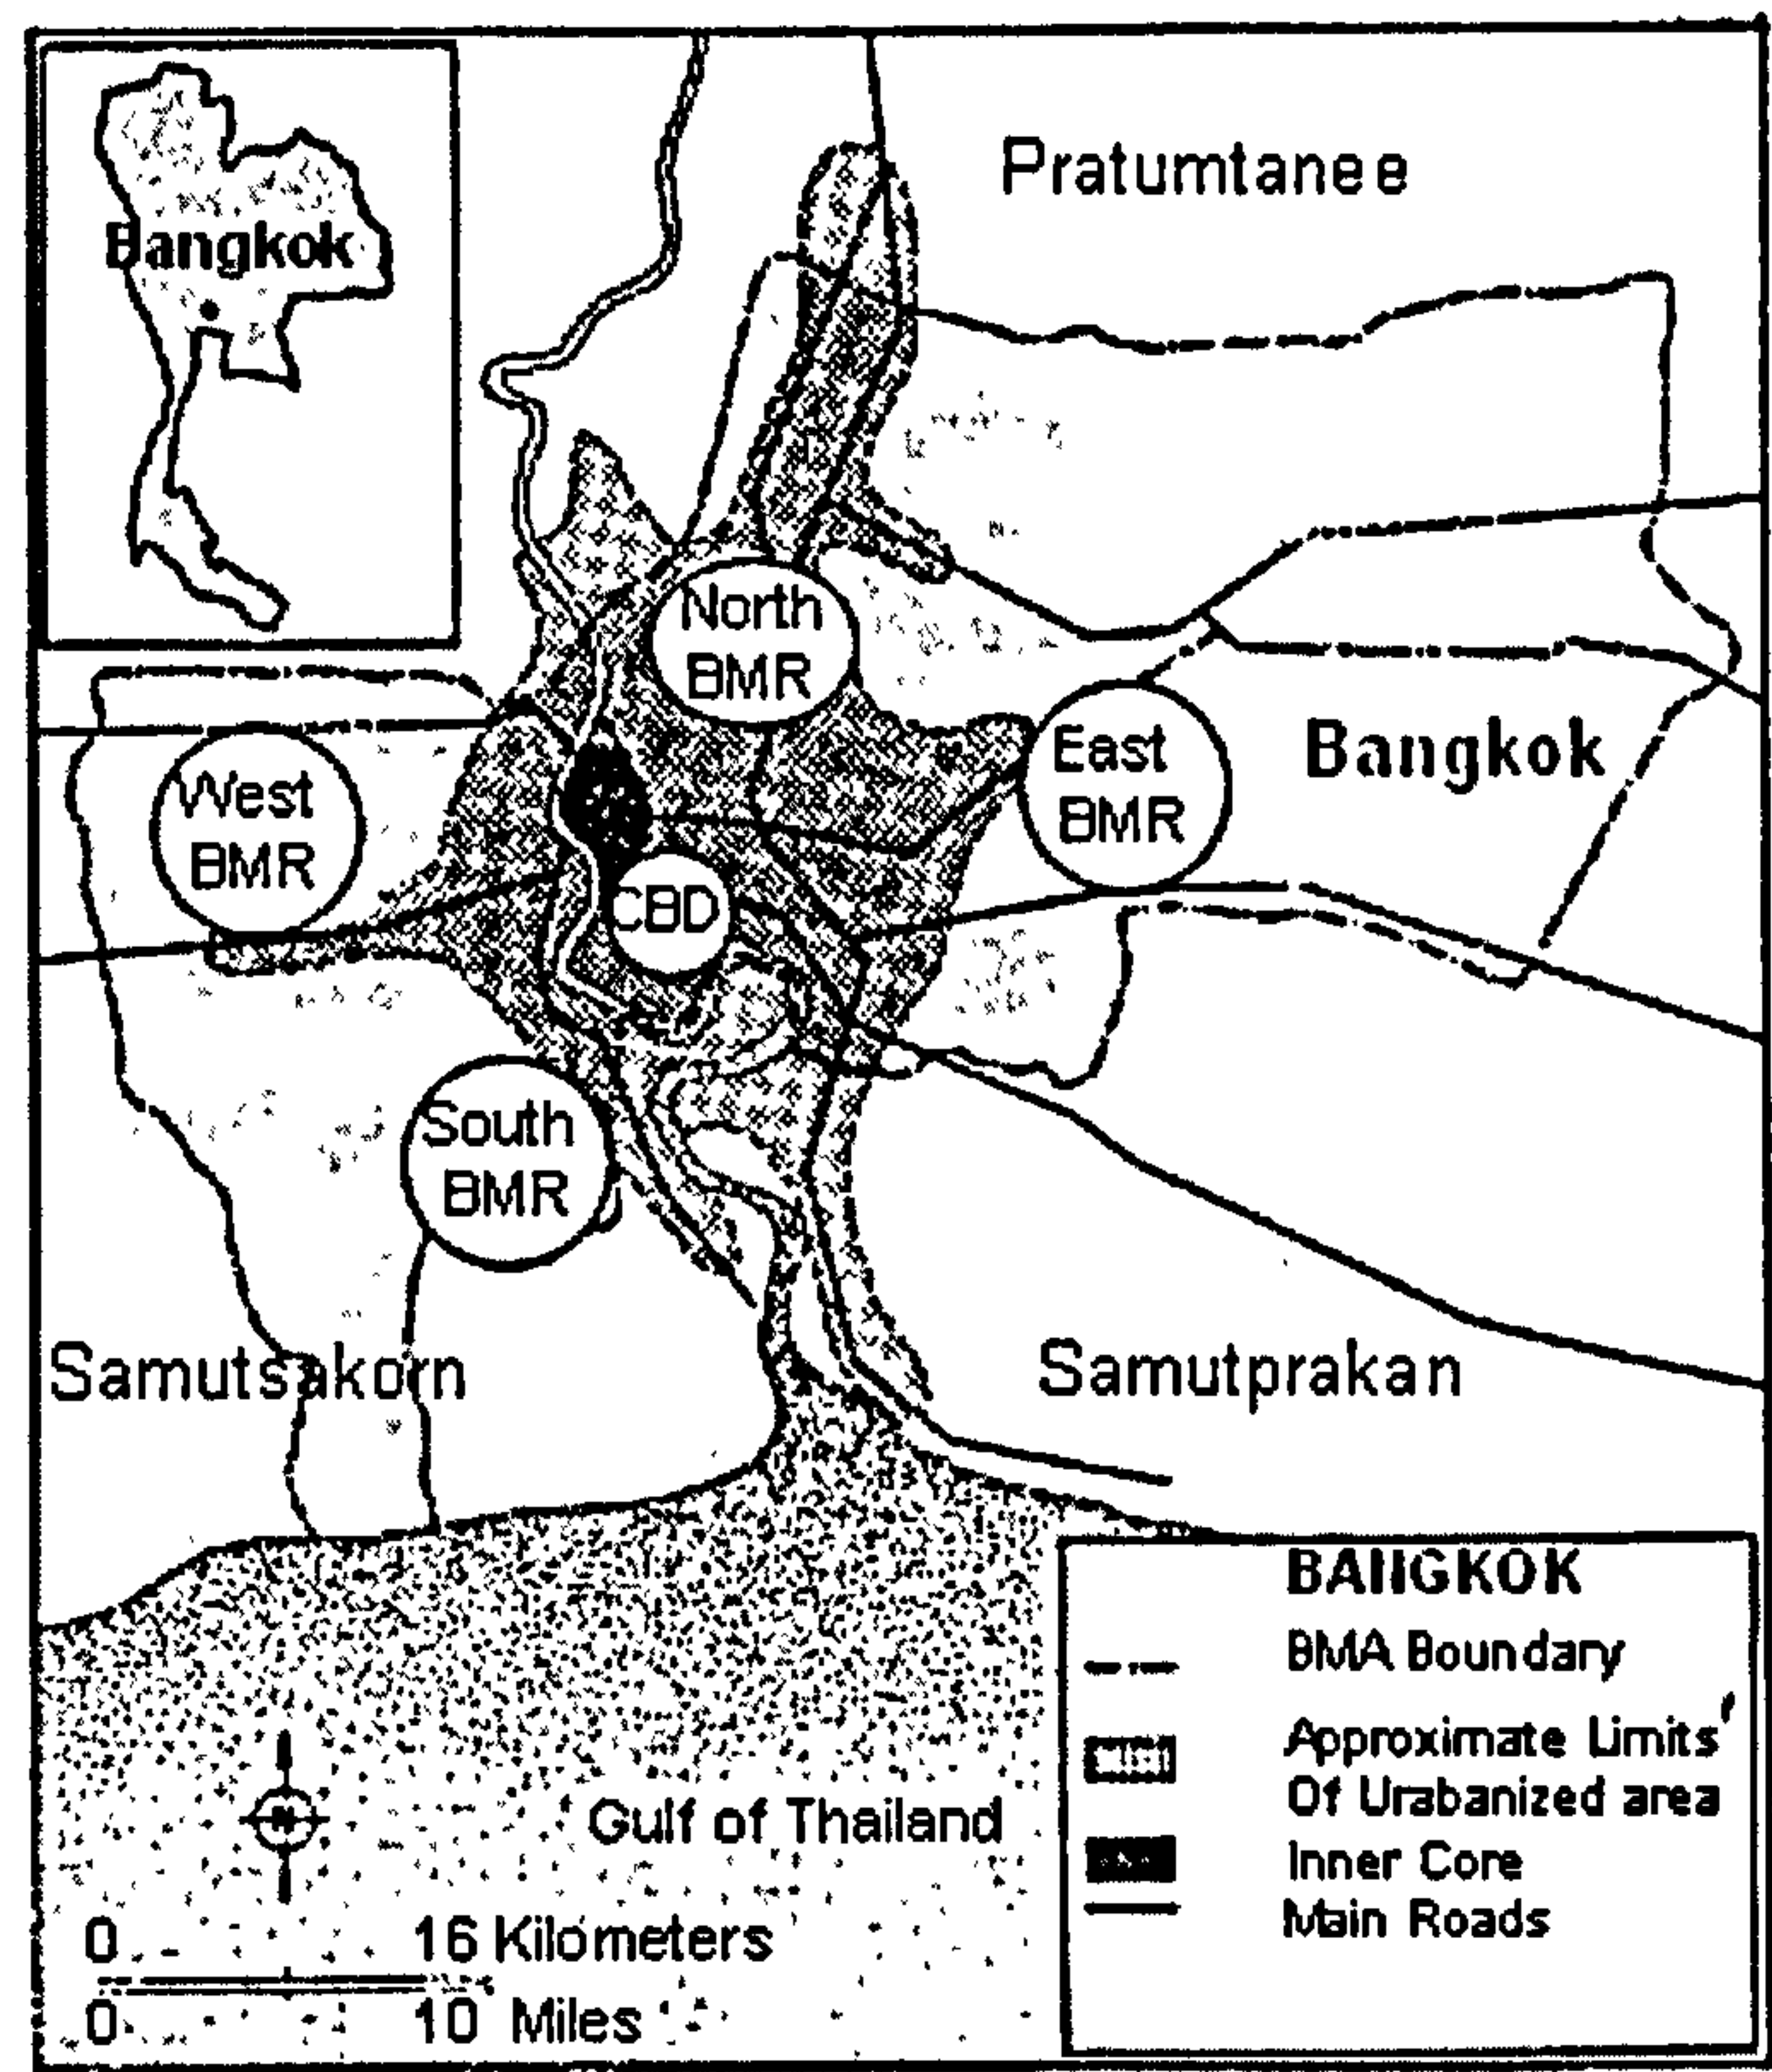 Bangkok
Pratumtanee
North
BMR
West
BMR
East
BMR
Bangkok
CBD
South
BMR
Samutsakorn
Samutprakan
Gulf of Thailand
N
0 16 Kilometers
0 10 Miles
BANGKOK
BMA Boundary
Approximate Limits
Of Urabanized area
Inner Core
Main Roads